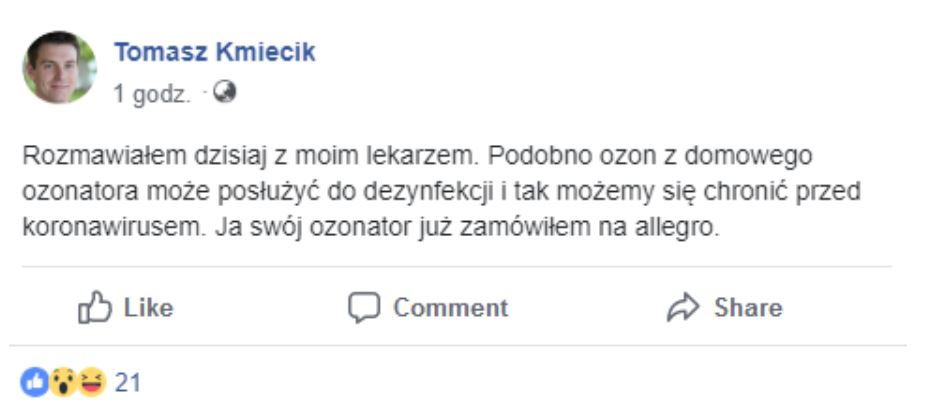 Tomasz Kmiecik
1 godz. ·
Rozmawiałem dzisiaj z moim lekarzem. Podobno ozon z domowego
ozonatora może posłużyć do dezynfekcji i tak możemy się chronić przed
koronawirusem. Ja swój ozonator już zamówiłem na allegro.
Like Comment Share
21